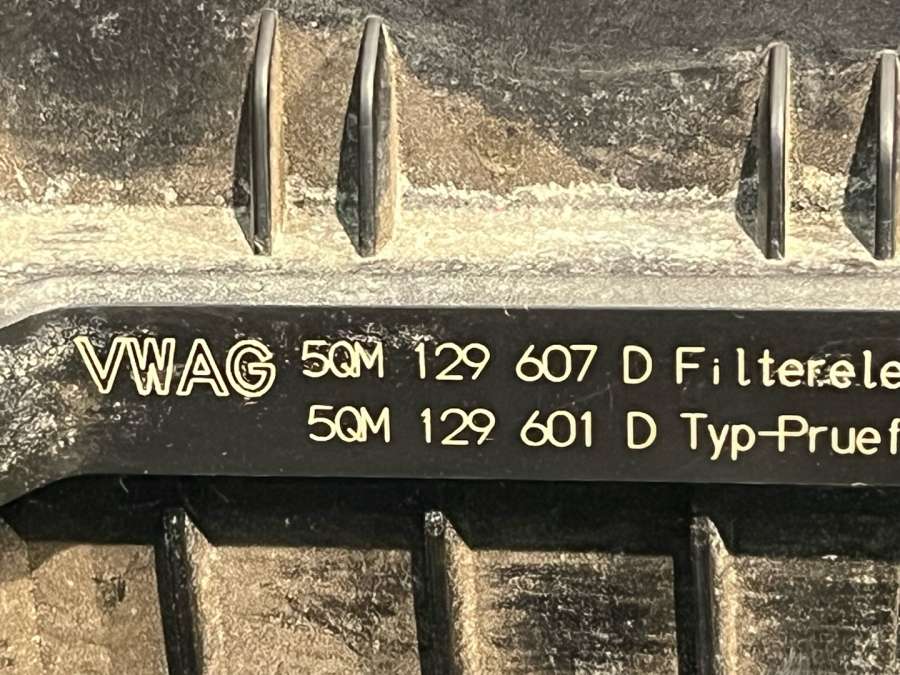 VWAG 5QM 129 607 D Filterele
5QM 129 601 D Typ-Pruef